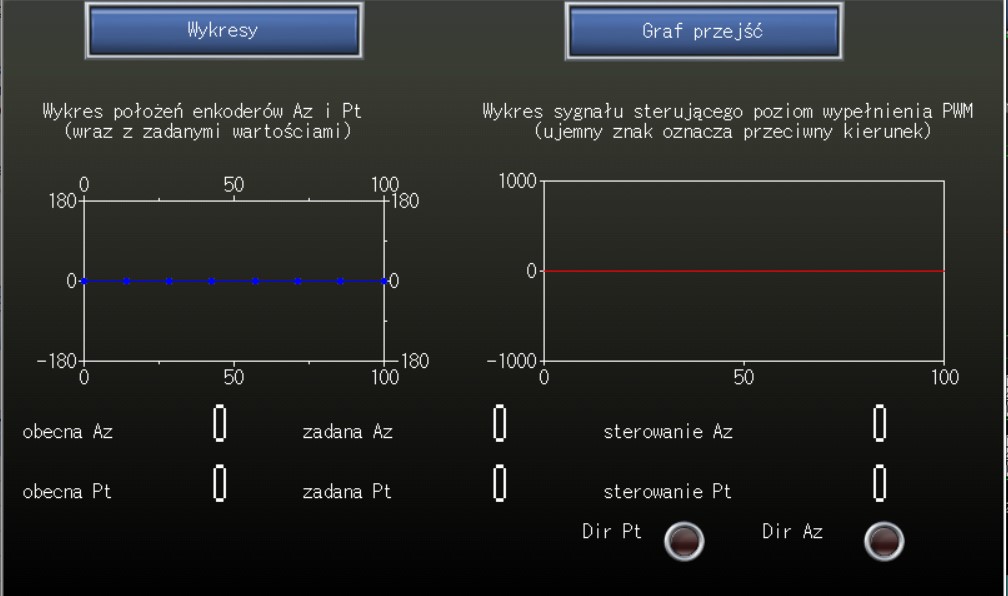 Wykresy
Graf przejść
Wykres położeń enkoderów Az i Pt
(wraz z zadanymi wartościami)
Wykres sygnału sterującego poziom wypełnienia PWM
(ujemny znak oznacza przeciwny kierunek)
0 50 100
180 180
0 0
-180 -180
0 50 100
1000
0
-1000
0 50 100
obecna Az 0 zadana Az 0 sterowanie Az 0
obecna Pt 0 zadana Pt 0 sterowanie Pt 0
Dir Pt Dir Az